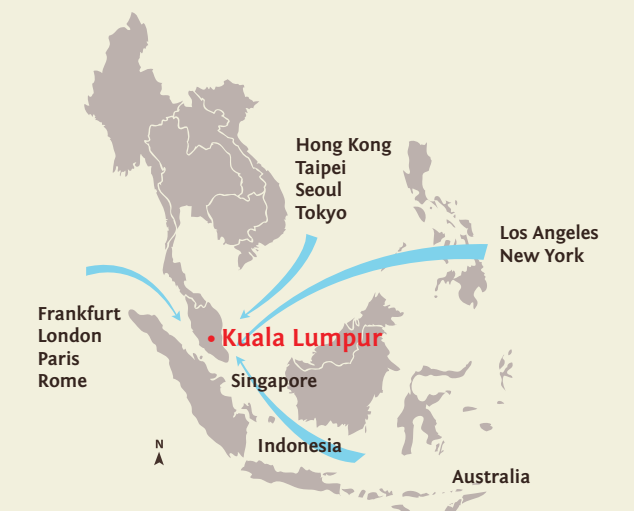 Hong Kong
Taipei
Seoul
Tokyo
Los Angeles
New York
Frankfurt
London
Paris
Rome
Kuala Lumpur
Singapore
N
Indonesia
Australia